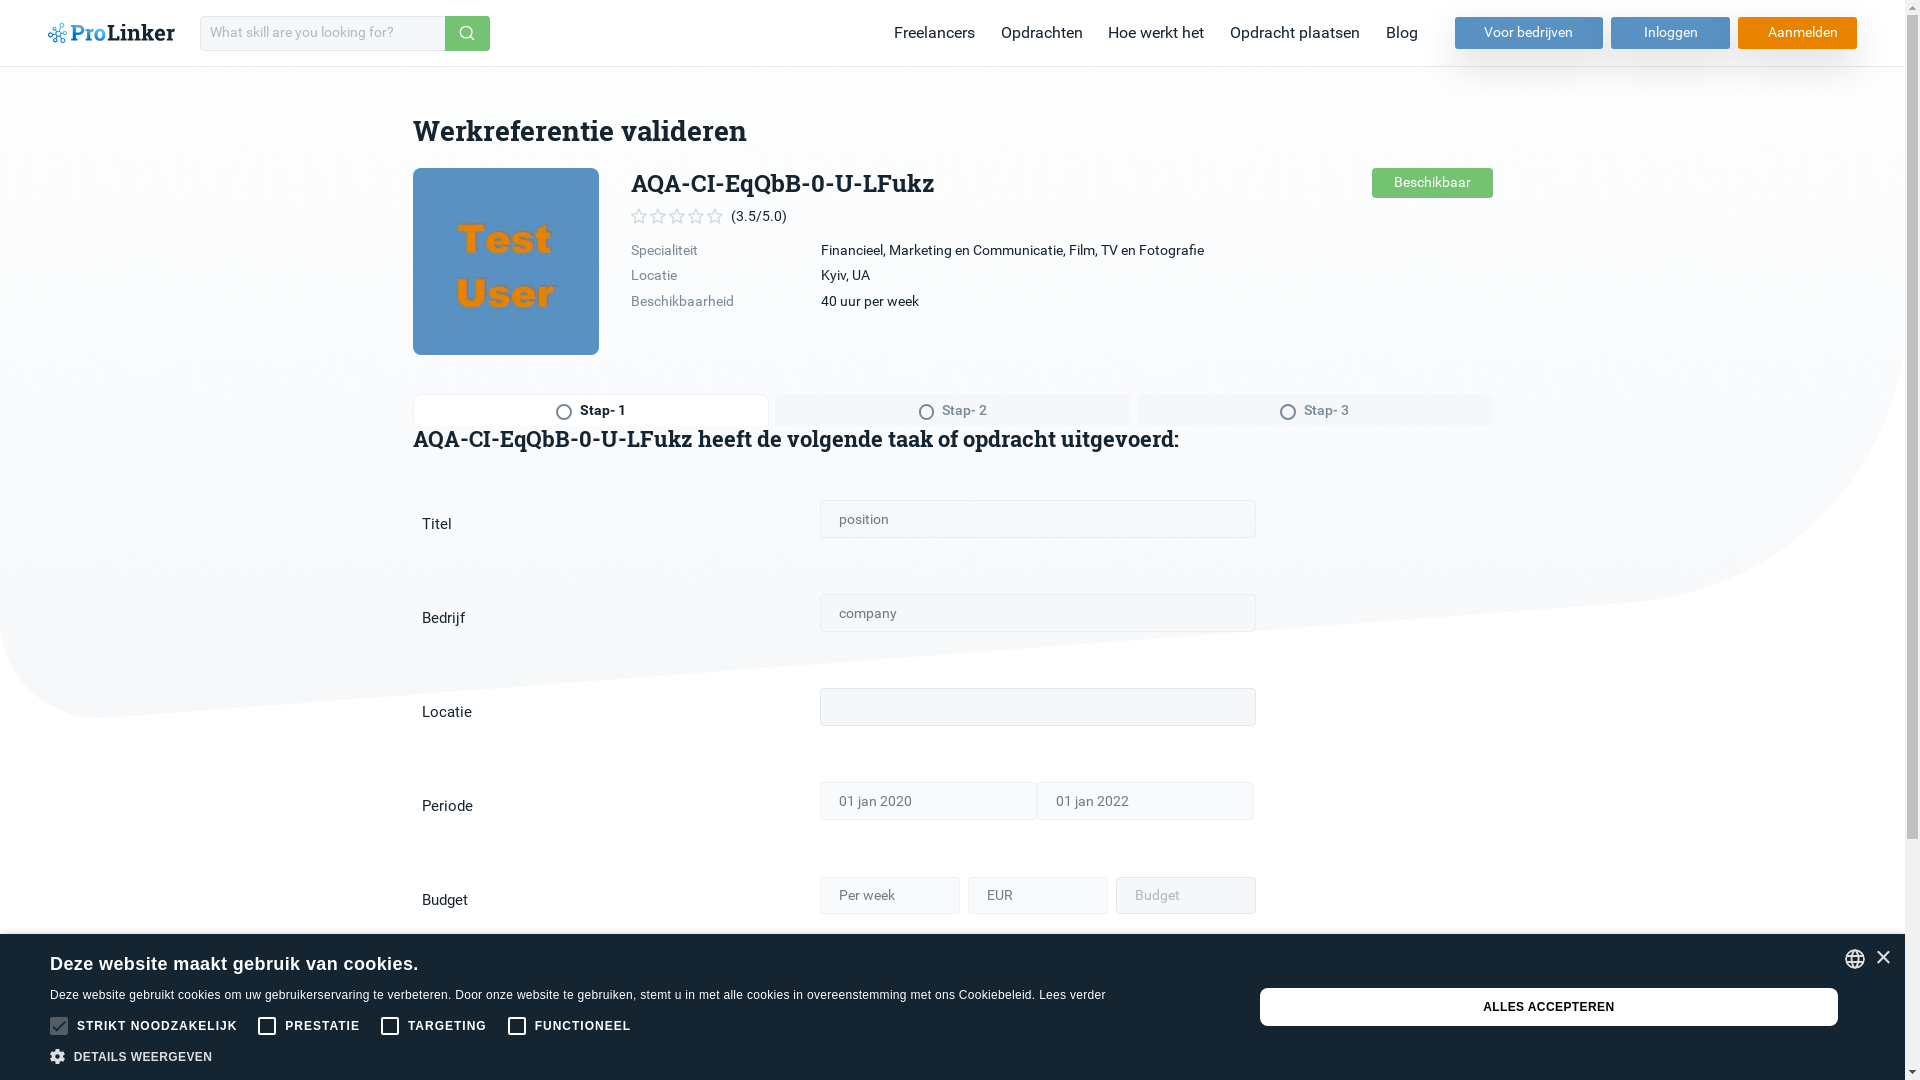 ProLinker
What skill are you looking for?
Freelancers
Opdrachten
Hoe werkt het
Opdracht plaatsen
Blog
Voor bedrijven
Inloggen
Aanmelden
Werkreferentie valideren
Test
User
AQA-CI-EqQbB-0-U-LFukz
Beschikbaar
(3.5/5.0)
Specialiteit Financieel, Marketing en Communicatie, Film, TV en Fotografie
Locatie Kyiv, UA
Beschikbaarheid 40 uur per week
Stap- 1
Stap- 2
Stap- 3
AQA-CI-EqQbB-0-U-LFukz heeft de volgende taak of opdracht uitgevoerd:
Titel position
Bedrijf company
Locatie
Periode 01 jan 2020 01 jan 2022
Budget Per week EUR Budget
Deze website maakt gebruik van cookies.
Deze website gebruikt cookies om uw gebruikerservaring te verbeteren. Door onze website te gebruiken, stemt u in met alle cookies in overeenstemming met ons Cookiebeleid. Lees verder
STRIKT NOODZAKELIJK PRESTATIE TARGETING FUNCTIONEEL
DETAILS WEERGEVEN
ALLES ACCEPTEREN